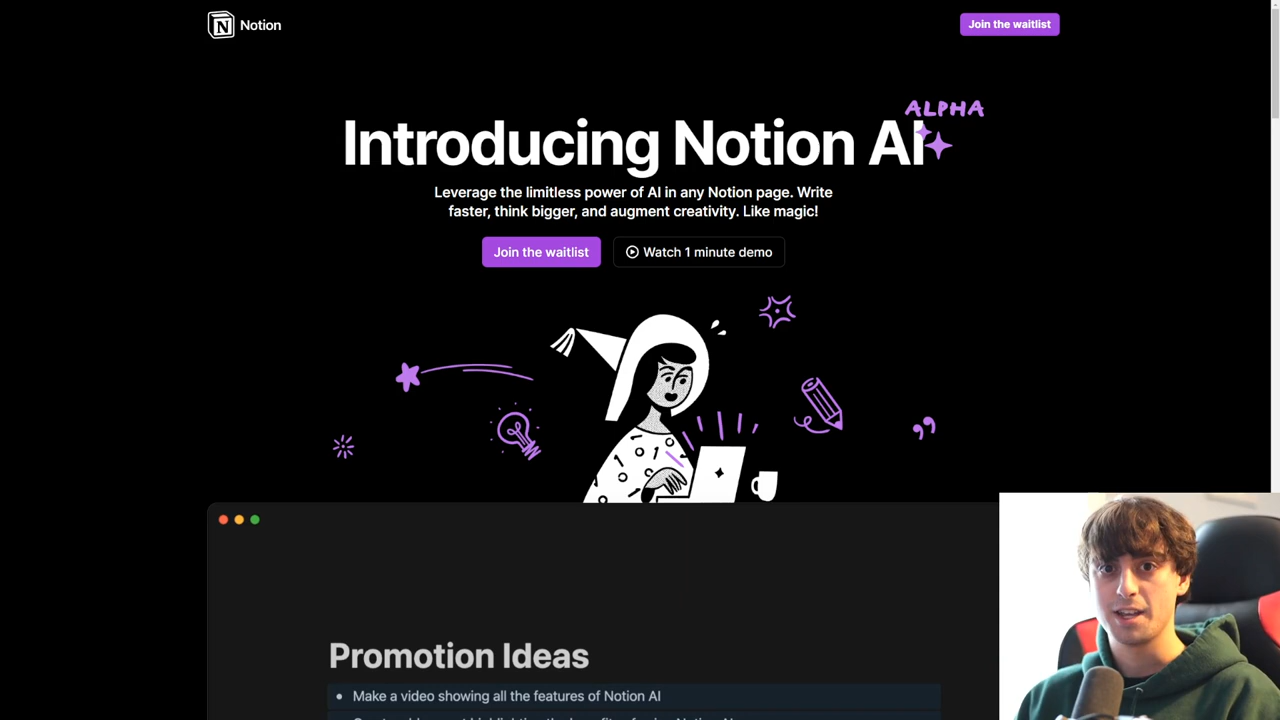 Notion
Join the waitlist
ALPHA
Introducing Notion AI
Leverage the limitless power of AI in any Notion page. Write
faster, think bigger, and augment creativity. Like magic!
Join the waitlist
Watch 1 minute demo
Promotion Ideas
Make a video showing all the features of Notion AI